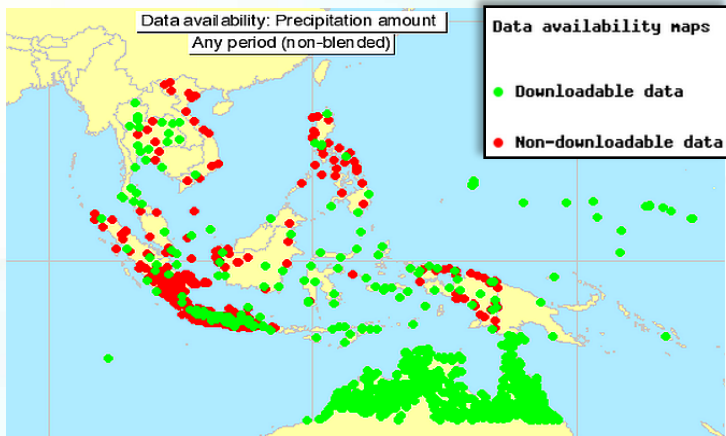 Data availability: Precipitation amount
Any period (non-blended)
Data availability maps
Downloadable data
Non-downloadable data